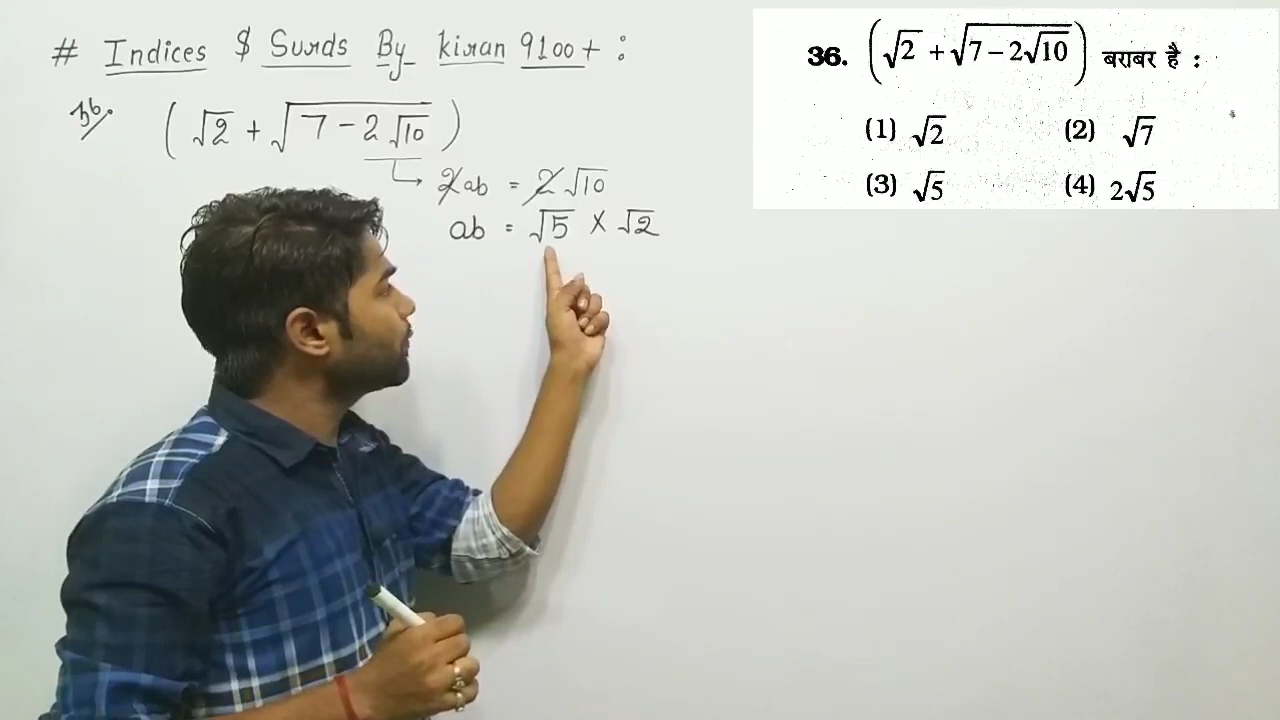 # Indices $ Surds By kiran 9100+ :
36. (√2 + √(7 - 2√10))
2ab = 2√10
ab = √5 × √2
36. (√2 + √(7 - 2√10)) बराबर है :
(1) √2 (2) √7
(3) √5 (4) 2√5